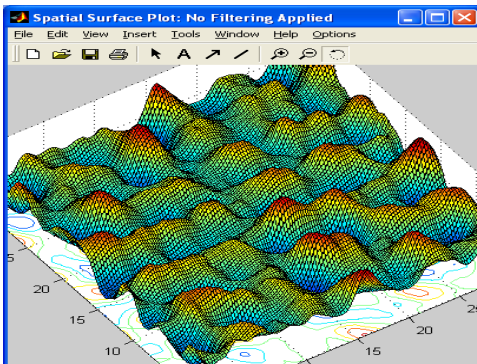 Spatial Surface Plot: No Filtering Applied
File Edit View Insert Tools Window Help Options
A
20
15
10
15
20